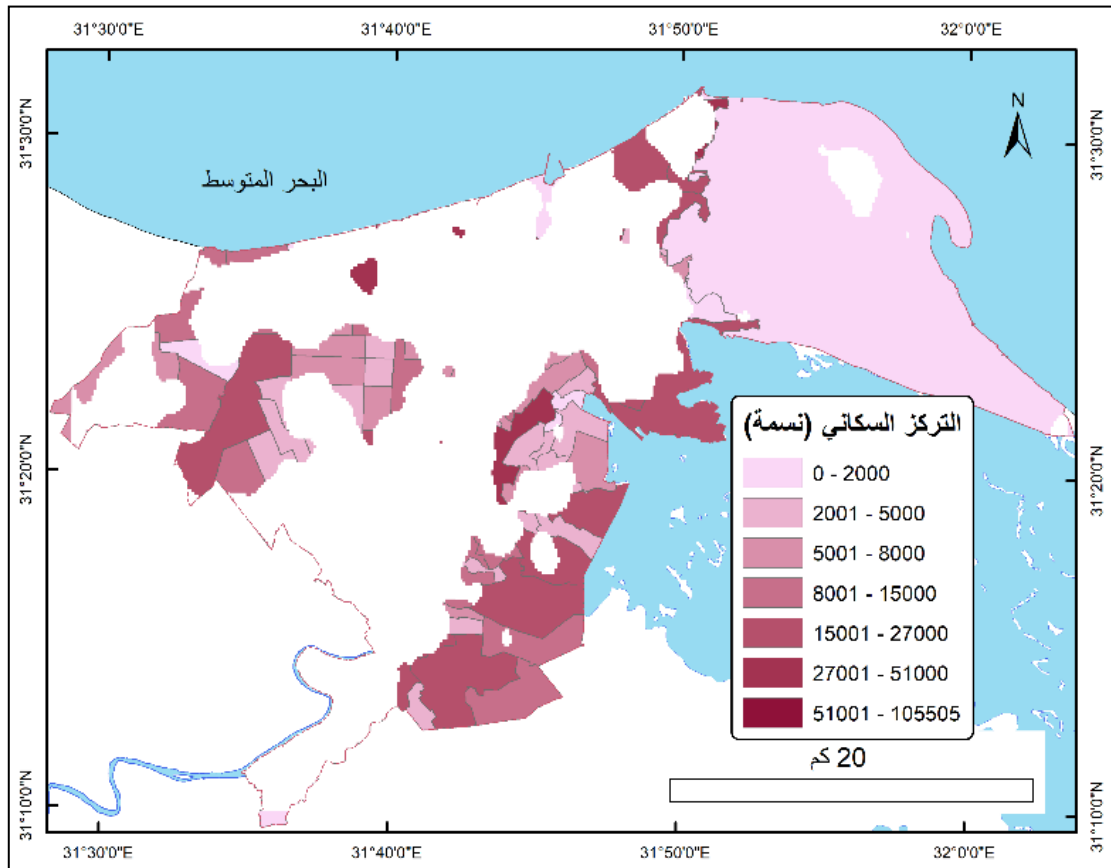 31°30'0"E 31°40'0"E 31°50'0"E 32°0'0"E
N
31°30'0"N 31°30'0"N
البحر المتوسط
31°20'0"N 31°20'0"N
التركز السكاني (نسمة)
0 - 2000
2001 - 5000
5001 - 8000
8001 - 15000
15001 - 27000
27001 - 51000
51001 - 105505
20 كم
31°10'0"N 31°10'0"N
31°30'0"E 31°40'0"E 31°50'0"E 32°0'0"E